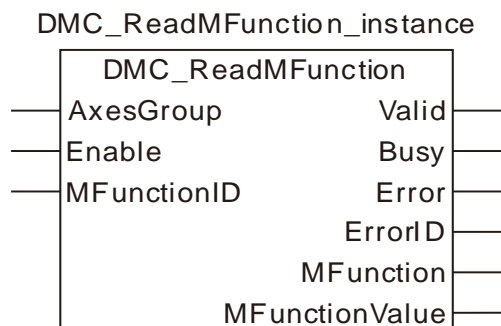 DMC_ReadMFunction_instance
DMC_ReadMFunction
AxesGroup Valid
Enable Busy
MFunctionID Error
ErrorID
MFunction
MFunctionValue